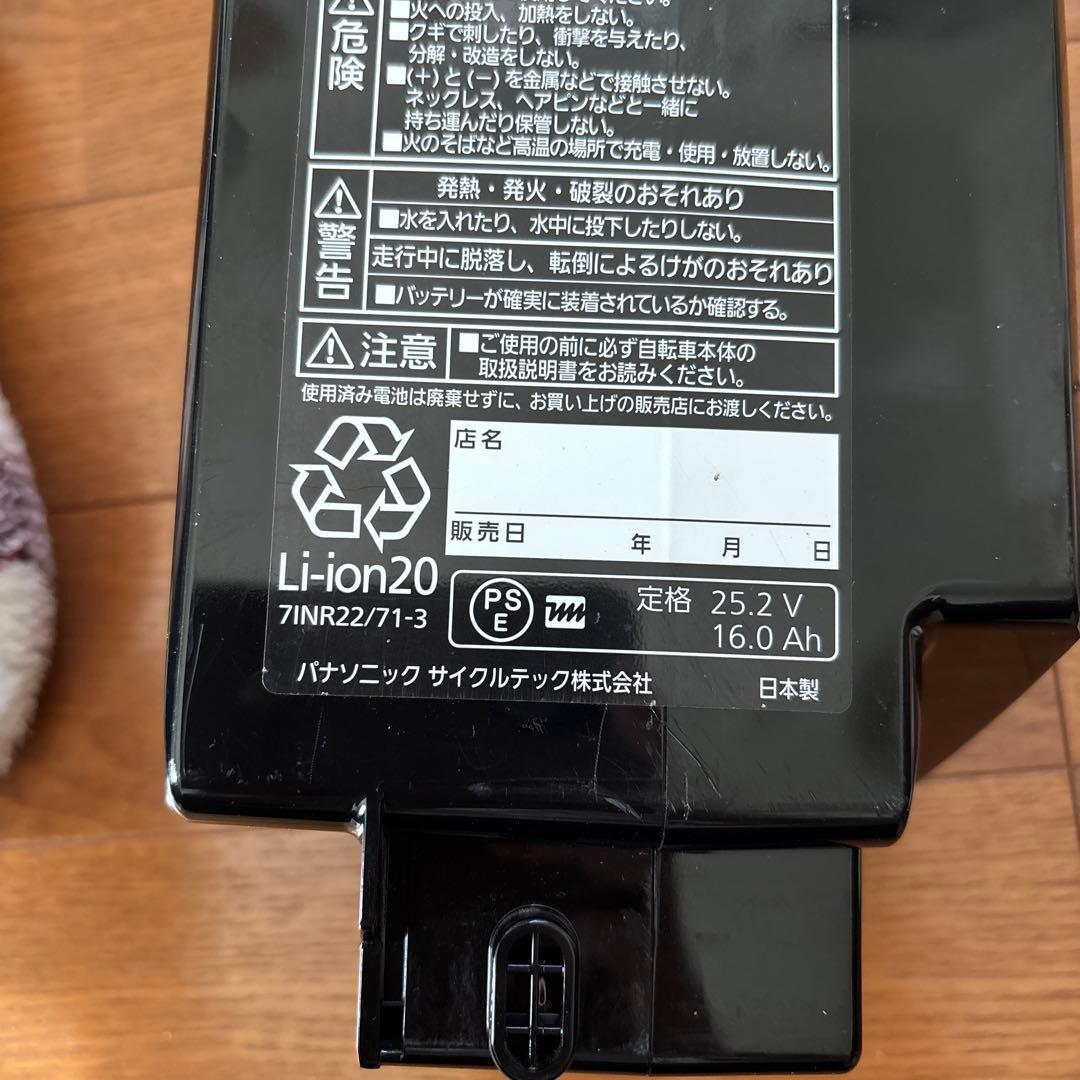 危険
■火への投入、加熱をしない。
■クギで刺したり、衝撃を与えたり、
分解・改造をしない。
■(+)と(−)を金属などで接触させない。
ネックレス、ヘアピンなどと一緒に
持ち運んだり保管しない。
■火のそばなど高温の場所で充電・使用・放置しない。
警告
発熱・発火・破裂のおそれあり
■水を入れたり、水中に投下したりしない。
走行中に脱落し、転倒によるけがのおそれあり
■バッテリーが確実に装着されているか確認する。
注意
■ご使用の前に必ず自転車本体の
取扱説明書をお読みください。
使用済み電池は廃棄せずに、お買い上げの販売店にお渡しください。
店名
販売日 年 月 日
Li-ion20
7INR22/71-3
PSE
定格 25.2 V
16.0 Ah
パナソニック サイクルテック株式会社
日本製